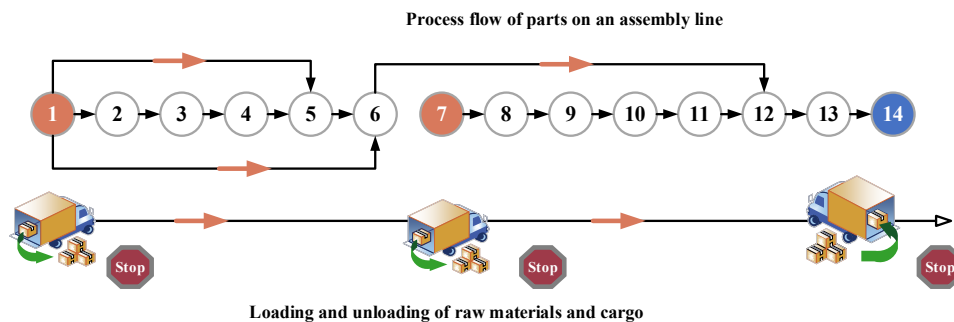 Process flow of parts on an assembly line
1 2 3 4 5 6 7 8 9 10 11 12 13 14
Stop Stop Stop
Loading and unloading of raw materials and cargo